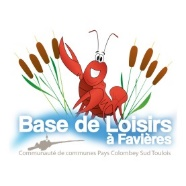 Base de Loisirs
à Favières
Communauté de communes Pays Colombey Sud Toulois